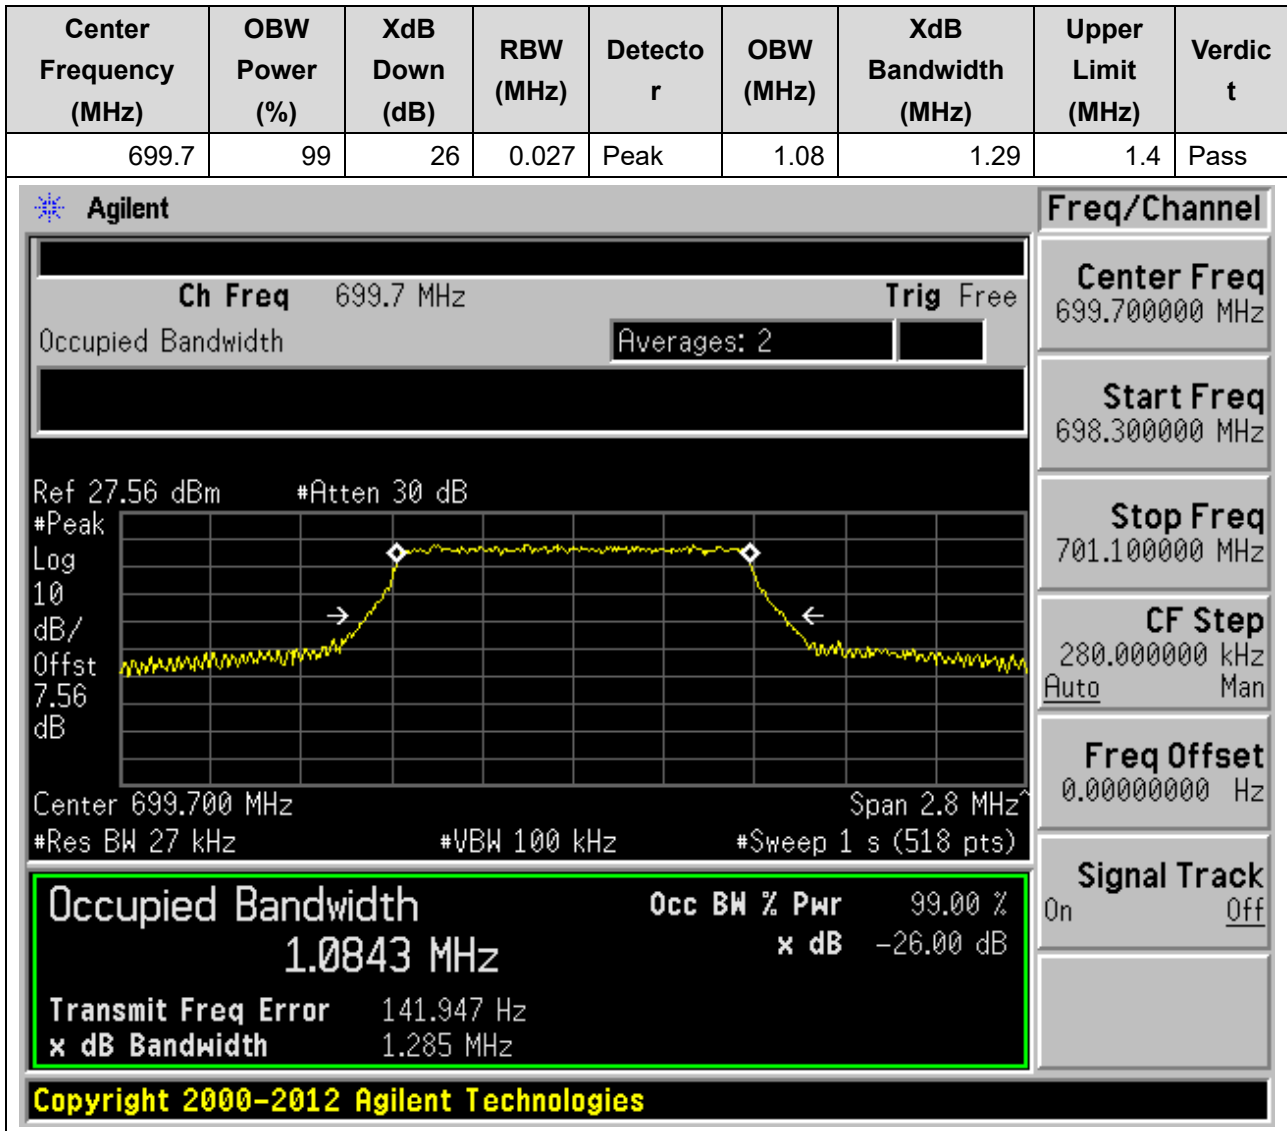 Center Frequency (MHz) OBW Power (%) XdB Down (dB) RBW (MHz) Detecto r OBW (MHz) XdB Bandwidth (MHz) Upper Limit (MHz) Verdic t
699.7 99 26 0.027 Peak 1.08 1.29 1.4 Pass
Agilent
Ch Freq 699.7 MHz Trig Free
Occupied Bandwidth Averages: 2
Ref 27.56 dBm #Atten 30 dB
#Peak
Log
10
dB/
Offst
7.56
dB
Center 699.700 MHz Span 2.8 MHz^
#Res BW 27 kHz #VBW 100 kHz #Sweep 1 s (518 pts)
Occupied Bandwidth Occ BW % Pwr 99.00 %
1.0843 MHz x dB -26.00 dB
Transmit Freq Error 141.947 Hz
x dB Bandwidth 1.285 MHz
Copyright 2000-2012 Agilent Technologies
Freq/Channel
Center Freq
699.700000 MHz
Start Freq
698.300000 MHz
Stop Freq
701.100000 MHz
CF Step
280.000000 kHz
Auto Man
Freq Offset
0.00000000 Hz
Signal Track
On Off